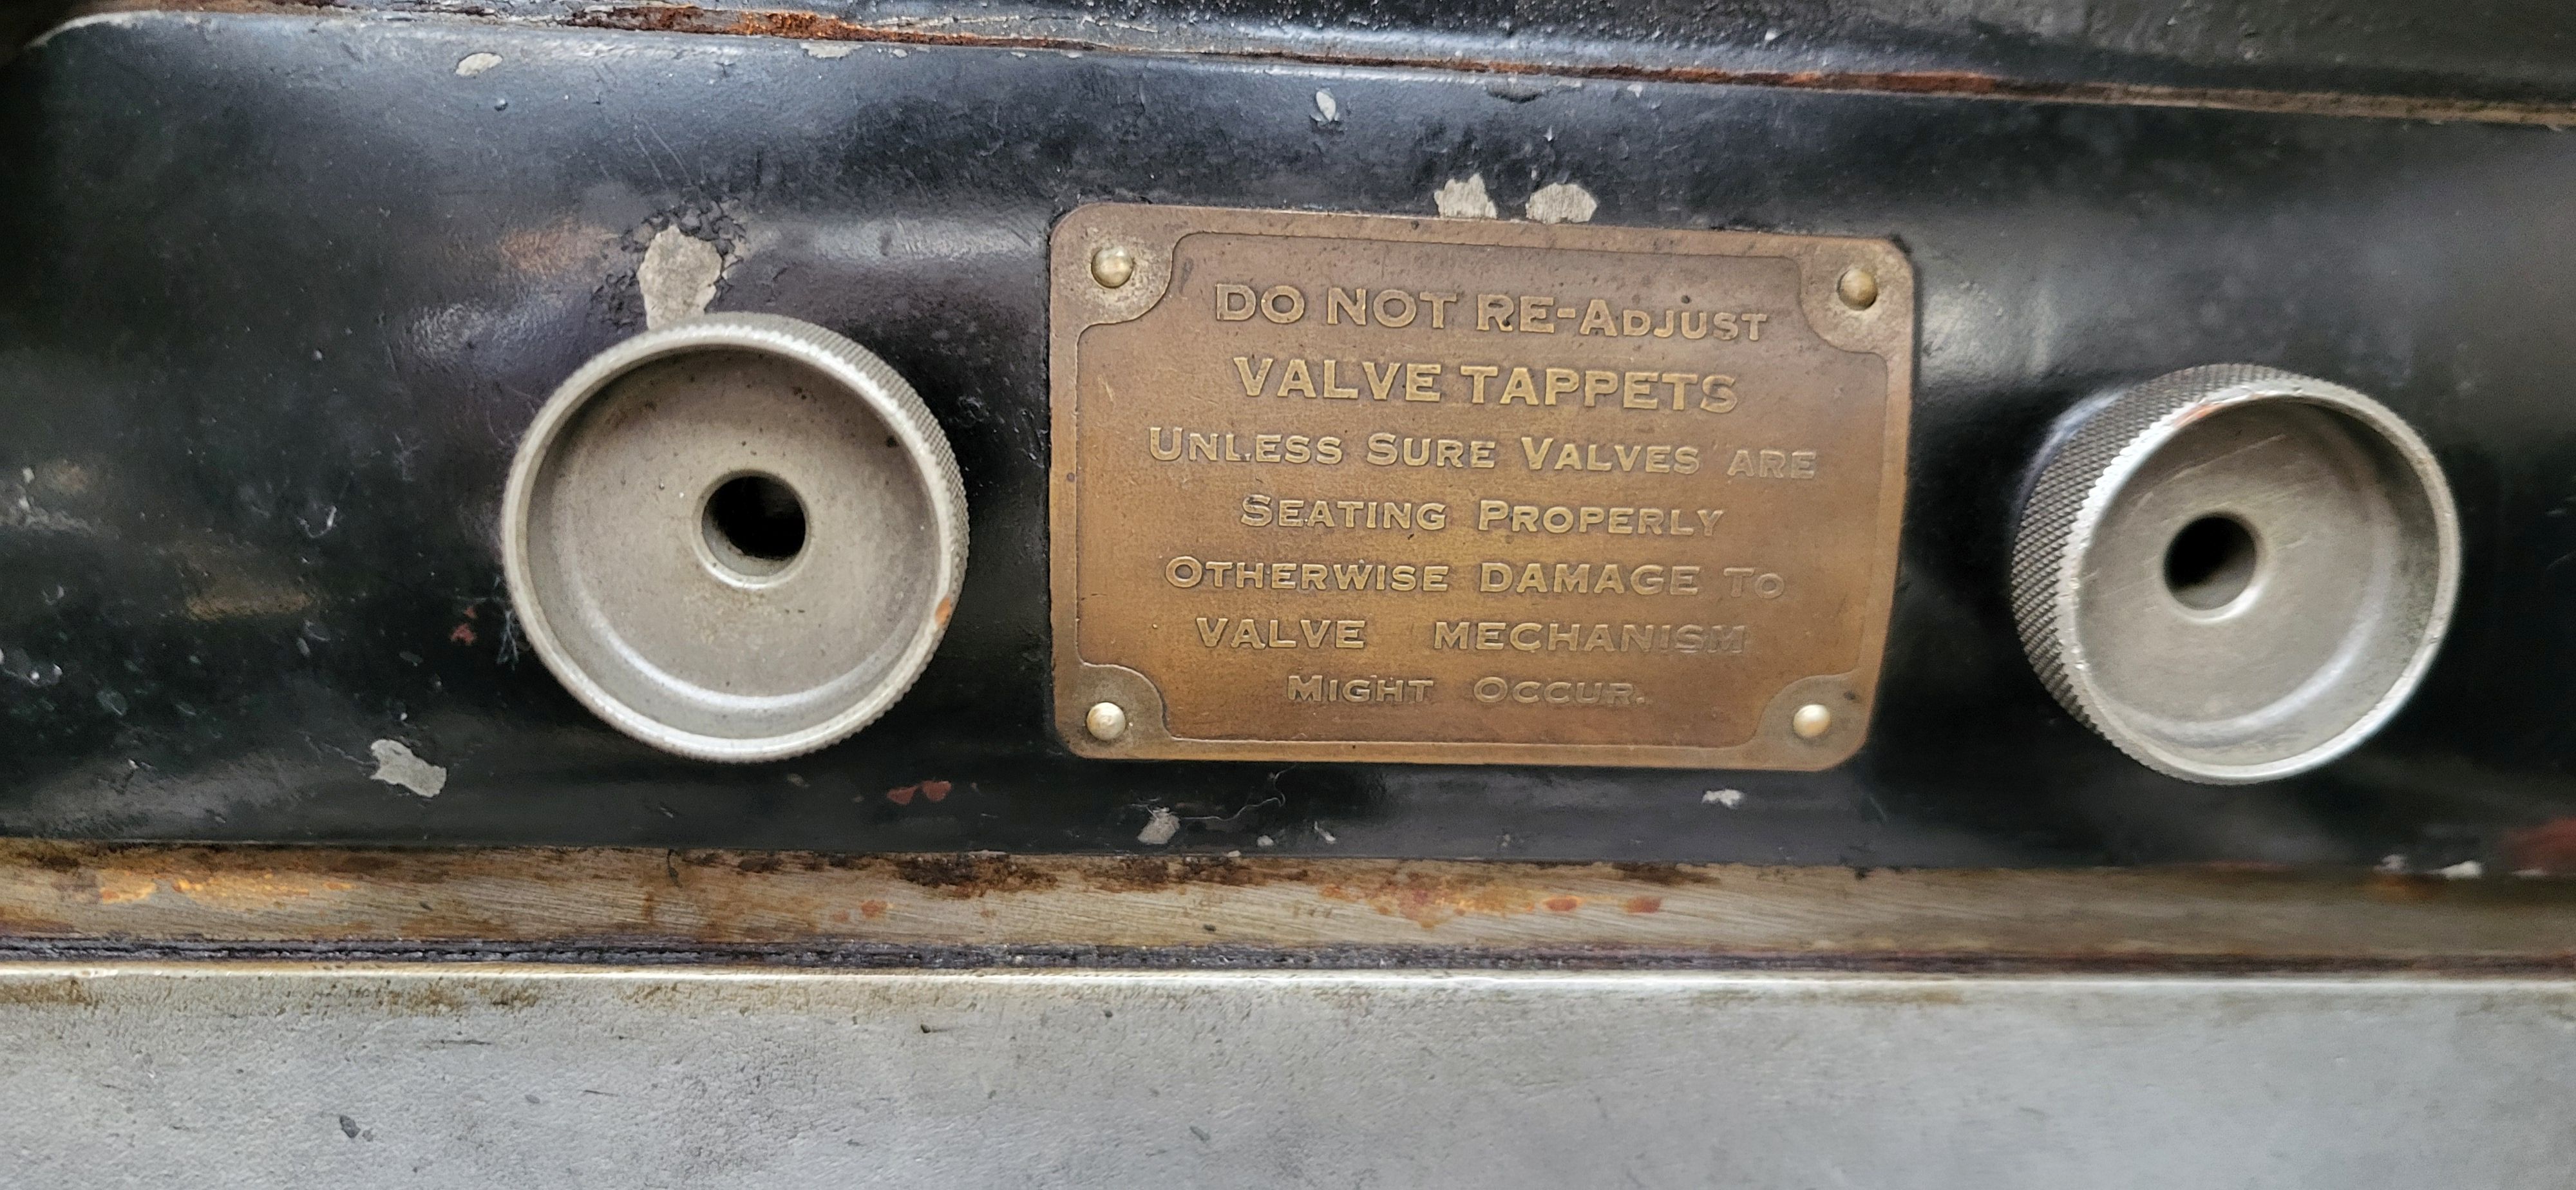 DO NOT RE-ADJUST
VALVE TAPPETS
UNLESS SURE VALVES ARE
SEATING PROPERLY
OTHERWISE DAMAGE TO
VALVE MECHANISM
MIGHT OCCUR.